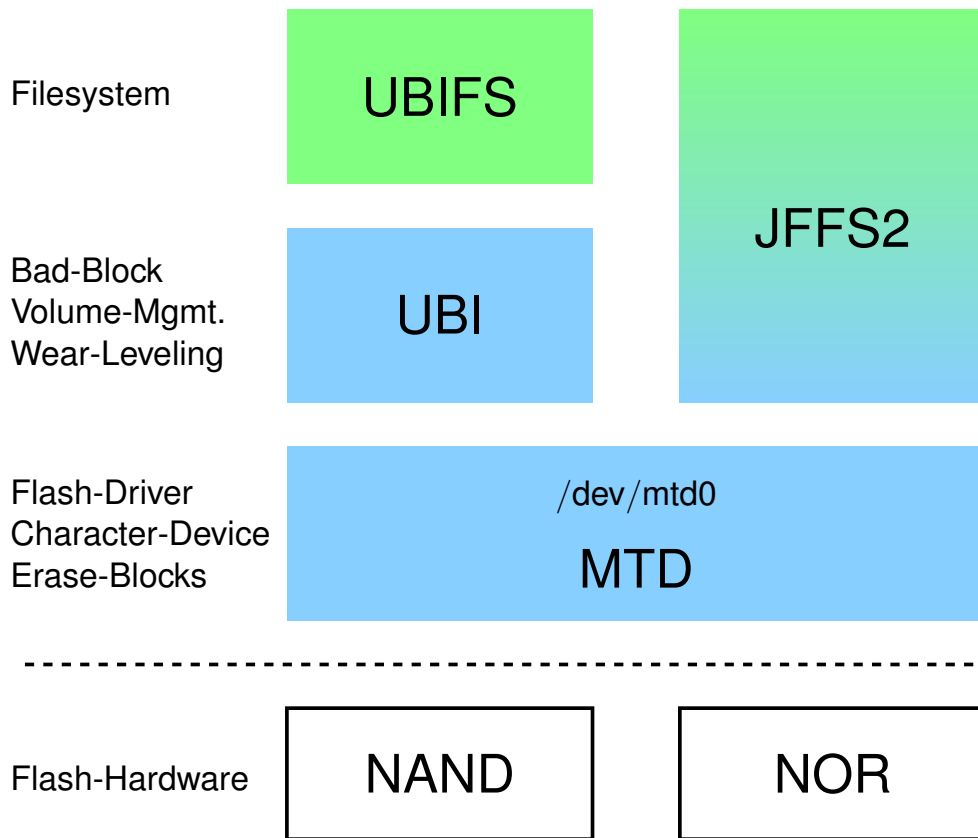 Filesystem
UBIFS
JFFS2
Bad-Block
Volume-Mgmt.
Wear-Leveling
UBI
Flash-Driver
Character-Device
Erase-Blocks
/dev/mtd0
MTD
Flash-Hardware
NAND
NOR